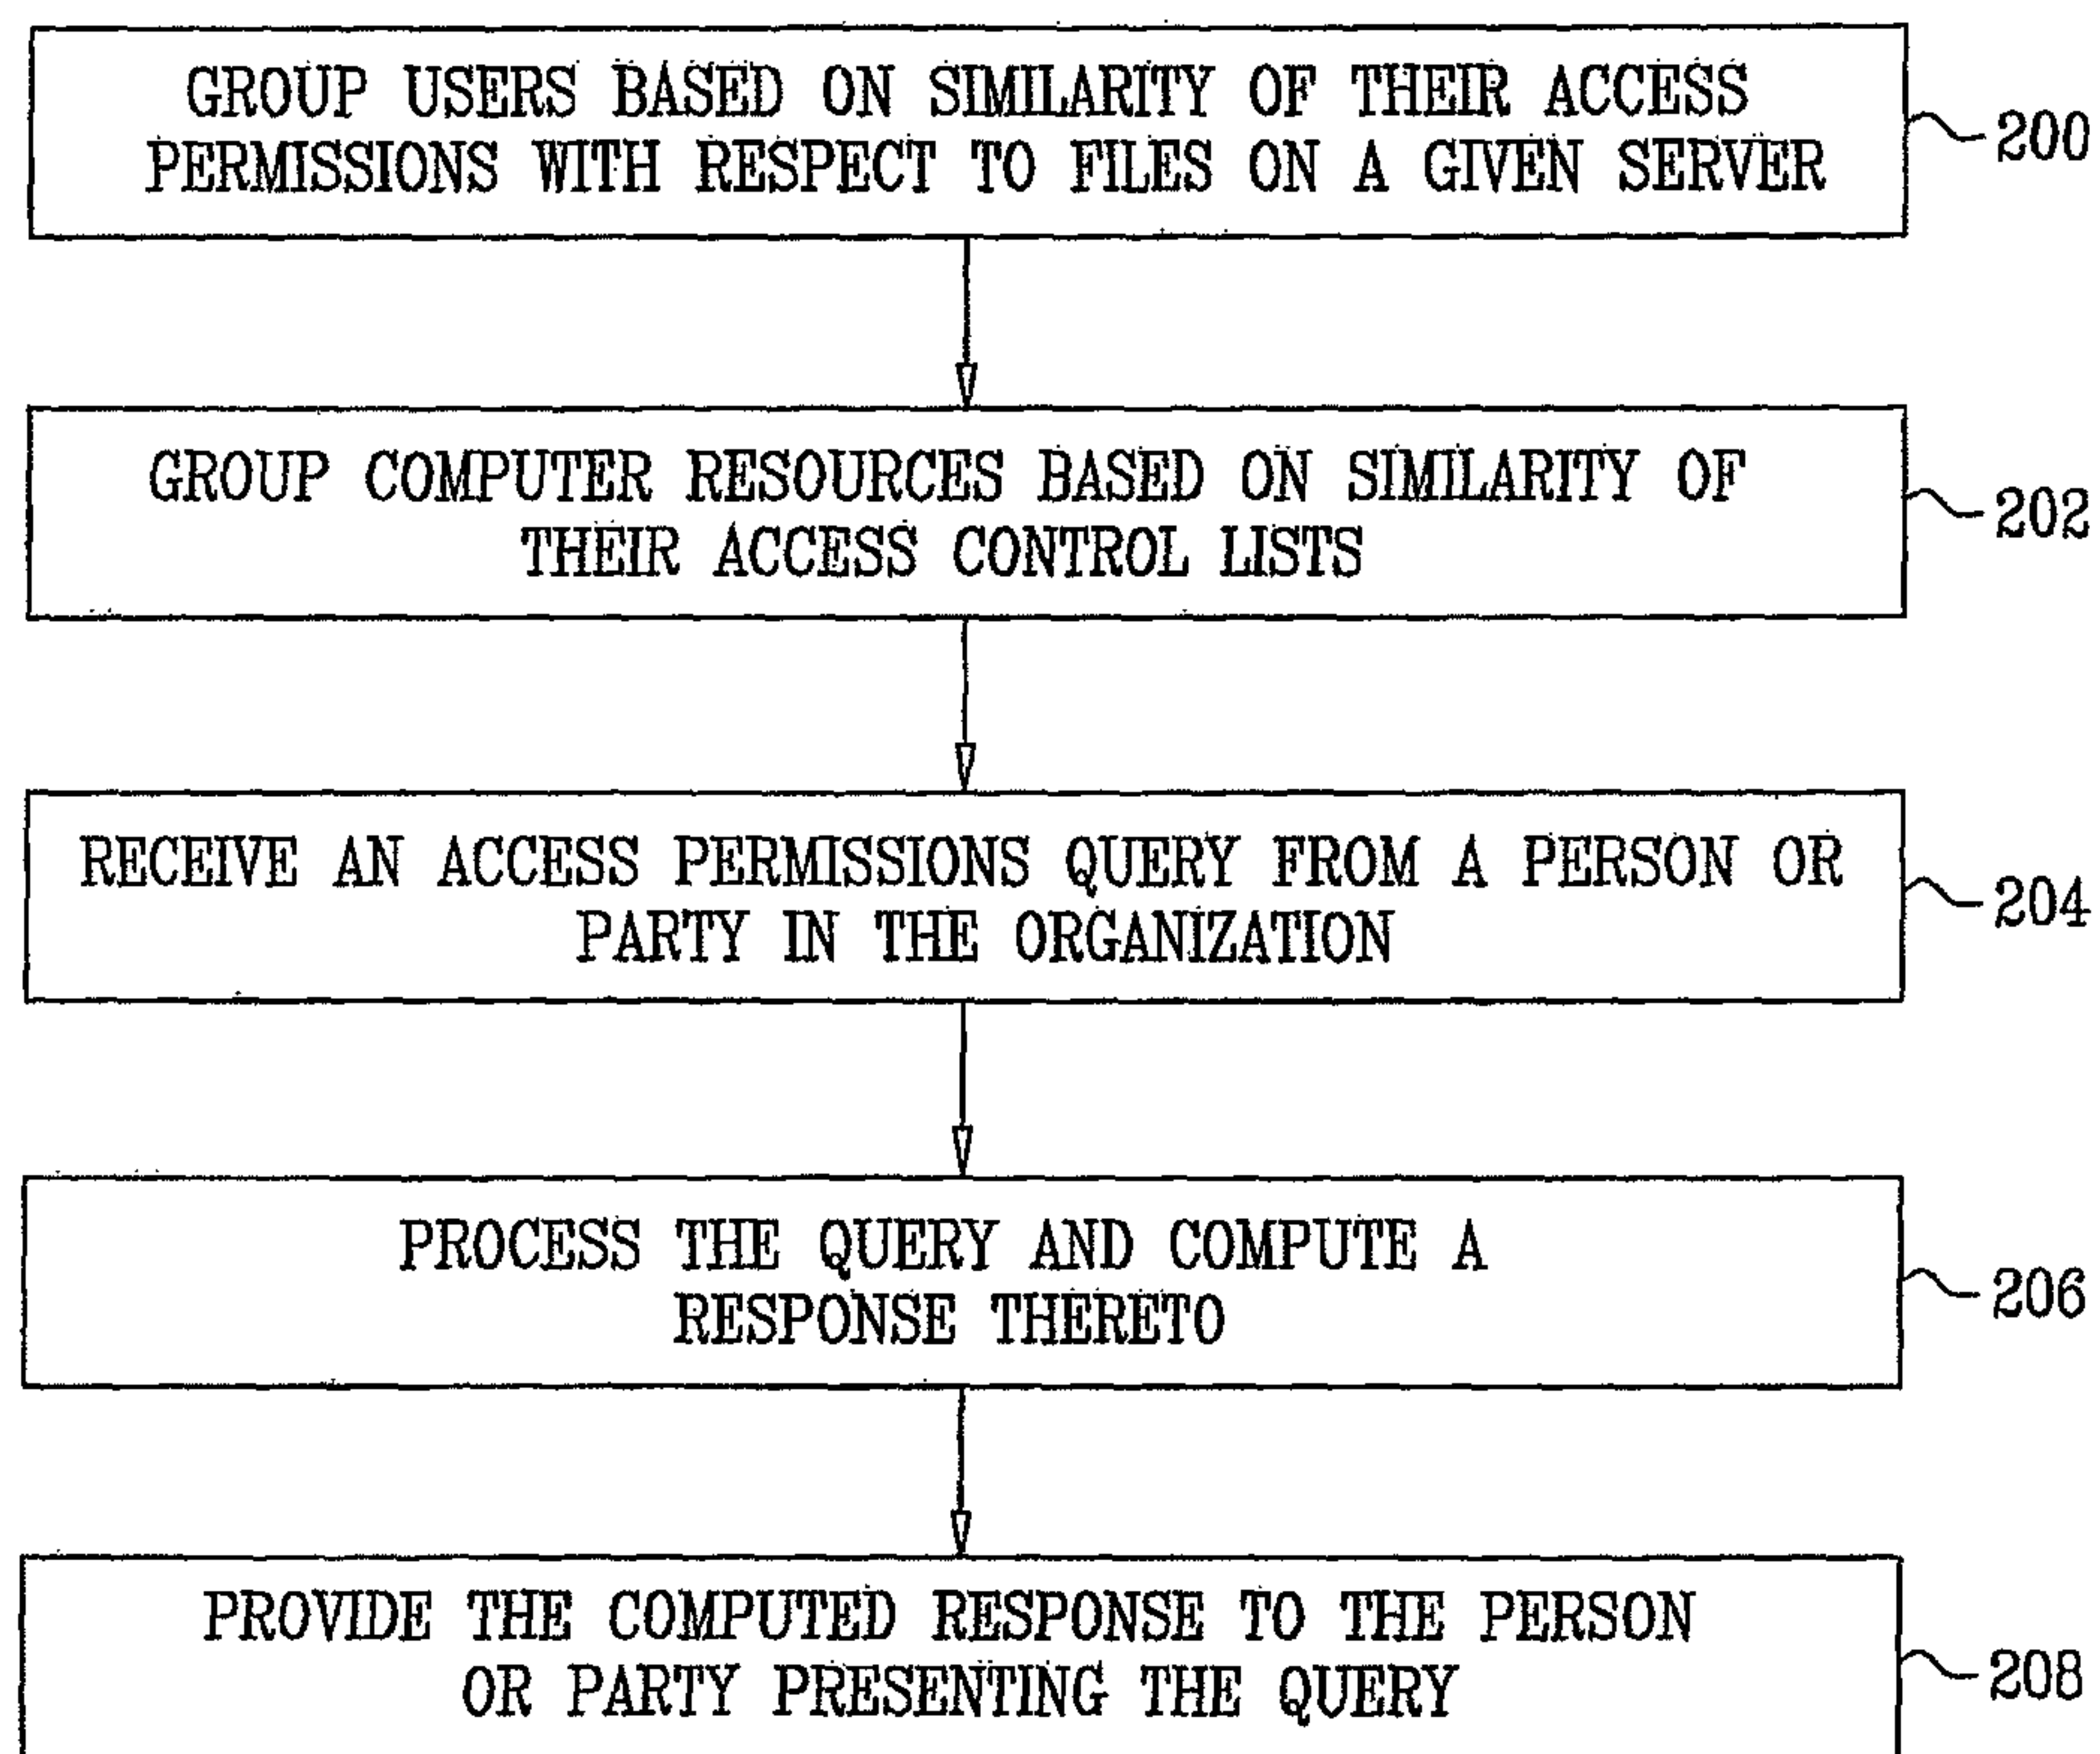 GROUP USERS BASED ON SIMILARITY OF THEIR ACCESS
PERMISSIONS WITH RESPECT TO FILES ON A GIVEN SERVER
200
GROUP COMPUTER RESOURCES BASED ON SIMILARITY OF
THEIR ACCESS CONTROL LISTS
202
RECEIVE AN ACCESS PERMISSIONS QUERY FROM A PERSON OR
PARTY IN THE ORGANIZATION
204
PROCESS THE QUERY AND COMPUTE A
RESPONSE THERETO
206
PROVIDE THE COMPUTED RESPONSE TO THE PERSON
OR PARTY PRESENTING THE QUERY
208